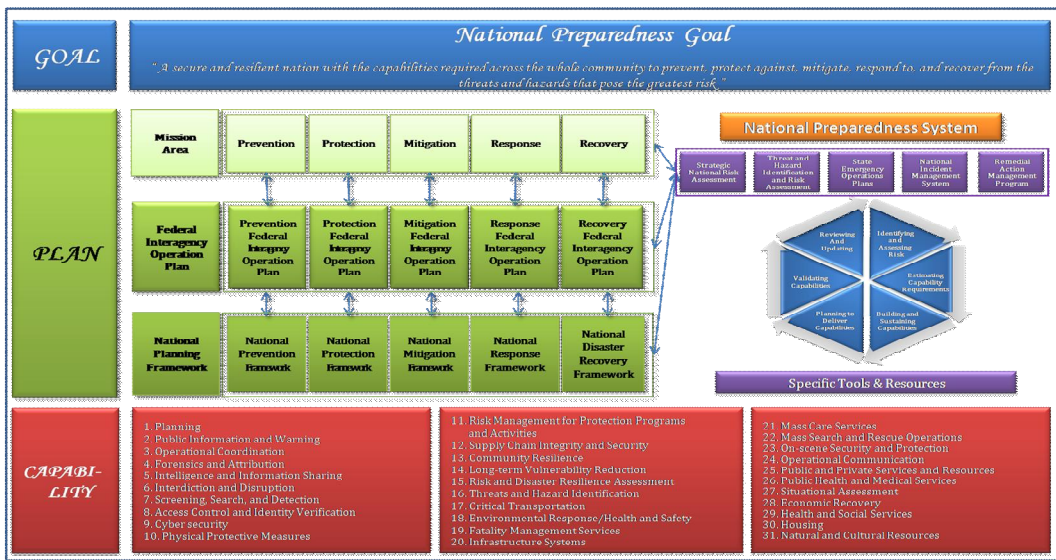 GOAL
National Preparedness Goal
"A secure and resilient nation with the capabilities required across the whole community to prevent, protect against, mitigate, respond to, and recover from the
threats and hazards that pose the greatest risk."
PLAN
Mission
Area
Prevention
Protection
Mitigation
Response
Recovery
Federal
Interagency
Operation
Plan
Prevention
Federal
Interagency
Operation
Plan
Protection
Federal
Interagency
Operation
Plan
Mitigation
Federal
Interagency
Operation
Plan
Response
Federal
Interagency
Operation
Plan
Recovery
Federal
Interagency
Operation
Plan
National
Planning
Framework
National
Prevention
Framework
National
Protection
Framework
National
Mitigation
Framework
National
Response
Framework
National
Disaster
Recovery
Framework
National Preparedness System
Strategic
National Risk
Assessment
Threat and
Hazard
Identification
and Risk
Assessment
State
Emergency
Operations
Plans
National
Incident
Management
System
Remedial
Action
Management
Program
Reviewing
And
Updating
Identifying
and
Assessing
Risk
Validating
Capabilities
Estimating
Capability
Requirements
Planning to
Deliver
Capabilities
Building and
Sustaining
Capabilities
Specific Tools & Resources
CAPABI-
LITY
1. Planning
2. Public Information and Warning
3. Operational Coordination
4. Forensics and Attribution
5. Intelligence and Information Sharing
6. Interdiction and Disruption
7. Screening, Search, and Detection
8. Access Control and Identity Verification
9. Cyber security
10. Physical Protective Measures
11. Risk Management for Protection Programs
and Activities
12. Supply Chain Integrity and Security
13. Community Resilience
14. Long-term Vulnerability Reduction
15. Risk and Disaster Resilience Assessment
16. Threats and Hazard Identification
17. Critical Transportation
18. Environmental Response/Health and Safety
19. Fatality Management Services
20. Infrastructure Systems
21. Mass Care Services
22. Mass Search and Rescue Operations
23. On-scene Security and Protection
24. Operational Communication
25. Public and Private Services and Resources
26. Public Health and Medical Services
27. Situational Assessment
28. Economic Recovery
29. Health and Social Services
30. Housing
31. Natural and Cultural Resources